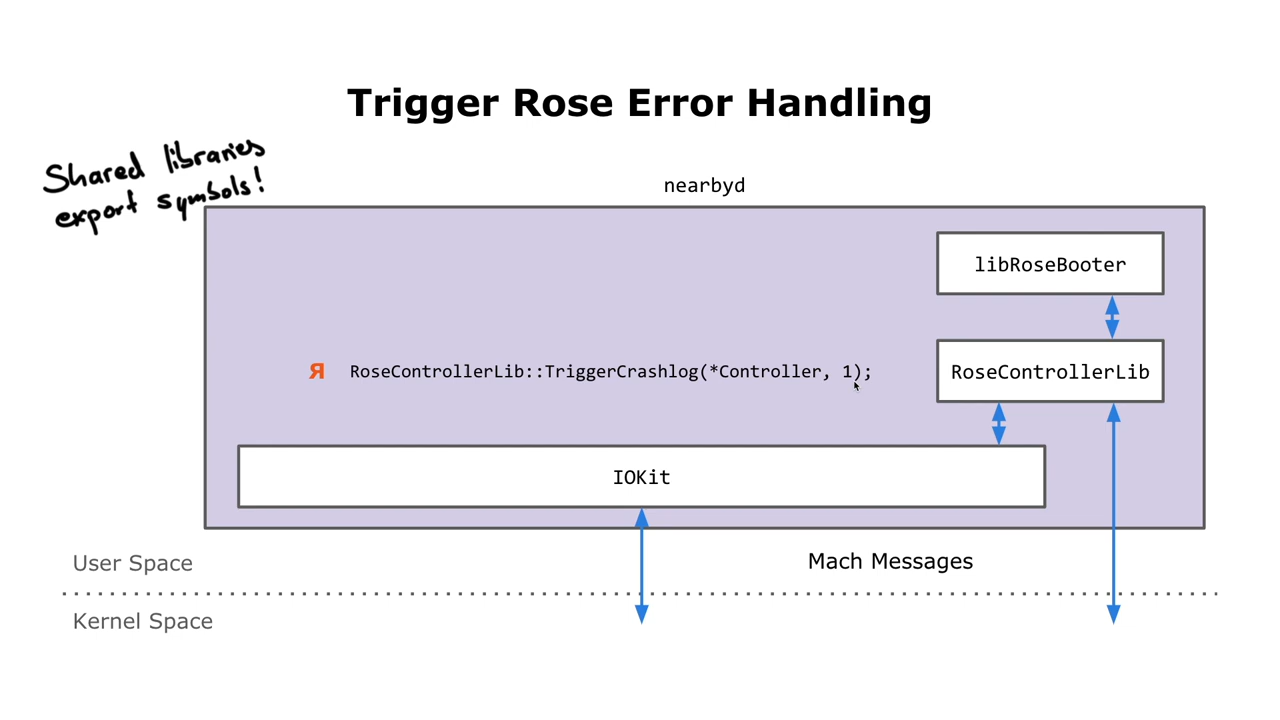 Trigger Rose Error Handling
Shared libraries
export symbols!
nearbyd
libRoseBooter
Я RoseControllerLib::TriggerCrashlog(*Controller, 1);
RoseControllerLib
IOKit
User Space
Mach Messages
Kernel Space